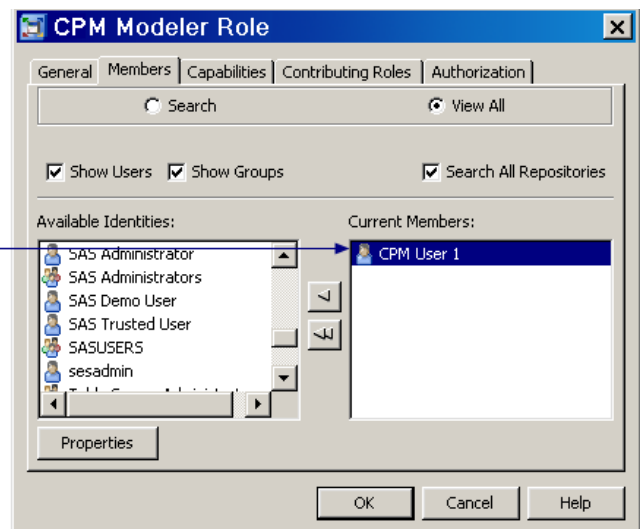 CPM Modeler Role
General Members Capabilities Contributing Roles Authorization
Search View All
Show Users Show Groups Search All Repositories
Available Identities: Current Members:
SAS Administrator CPM User 1
SAS Administrators
SAS Demo User
SAS Trusted User
SASUSERS
sesadmin
Properties
OK Cancel Help